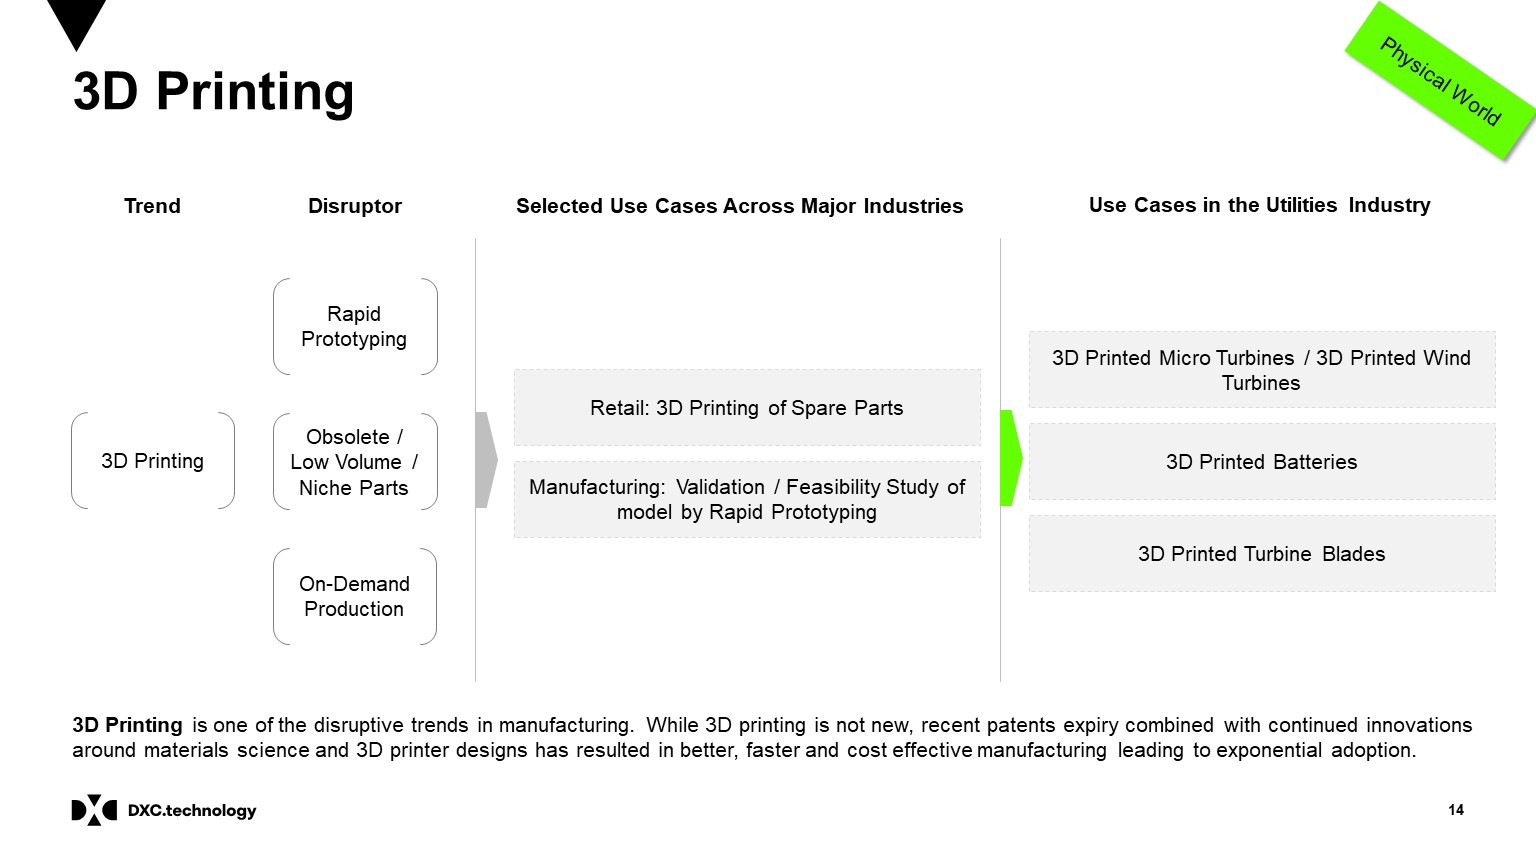 3D Printing
Physical World
Trend
Disruptor
Selected Use Cases Across Major Industries
Use Cases in the Utilities Industry
3D Printing
Rapid
Prototyping
Obsolete /
Low Volume /
Niche Parts
On-Demand
Production
Retail: 3D Printing of Spare Parts
Manufacturing: Validation / Feasibility Study of
model by Rapid Prototyping
3D Printed Micro Turbines / 3D Printed Wind
Turbines
3D Printed Batteries
3D Printed Turbine Blades
3D Printing is one of the disruptive trends in manufacturing. While 3D printing is not new, recent patents expiry combined with continued innovations
around materials science and 3D printer designs has resulted in better, faster and cost effective manufacturing leading to exponential adoption.
DXC.technology
14